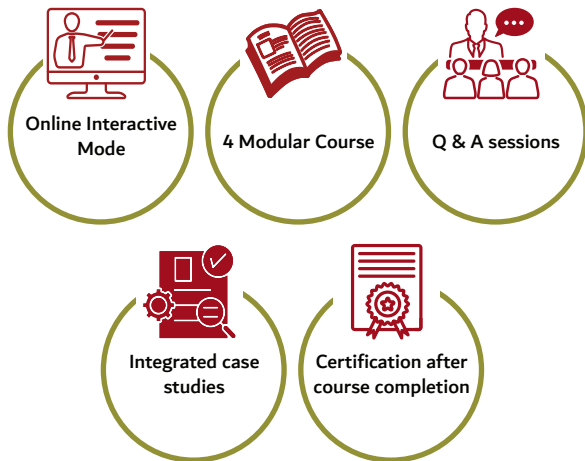 Online Interactive
Mode
4 Modular Course
Q & A sessions
Integrated case
studies
Certification after
course completion